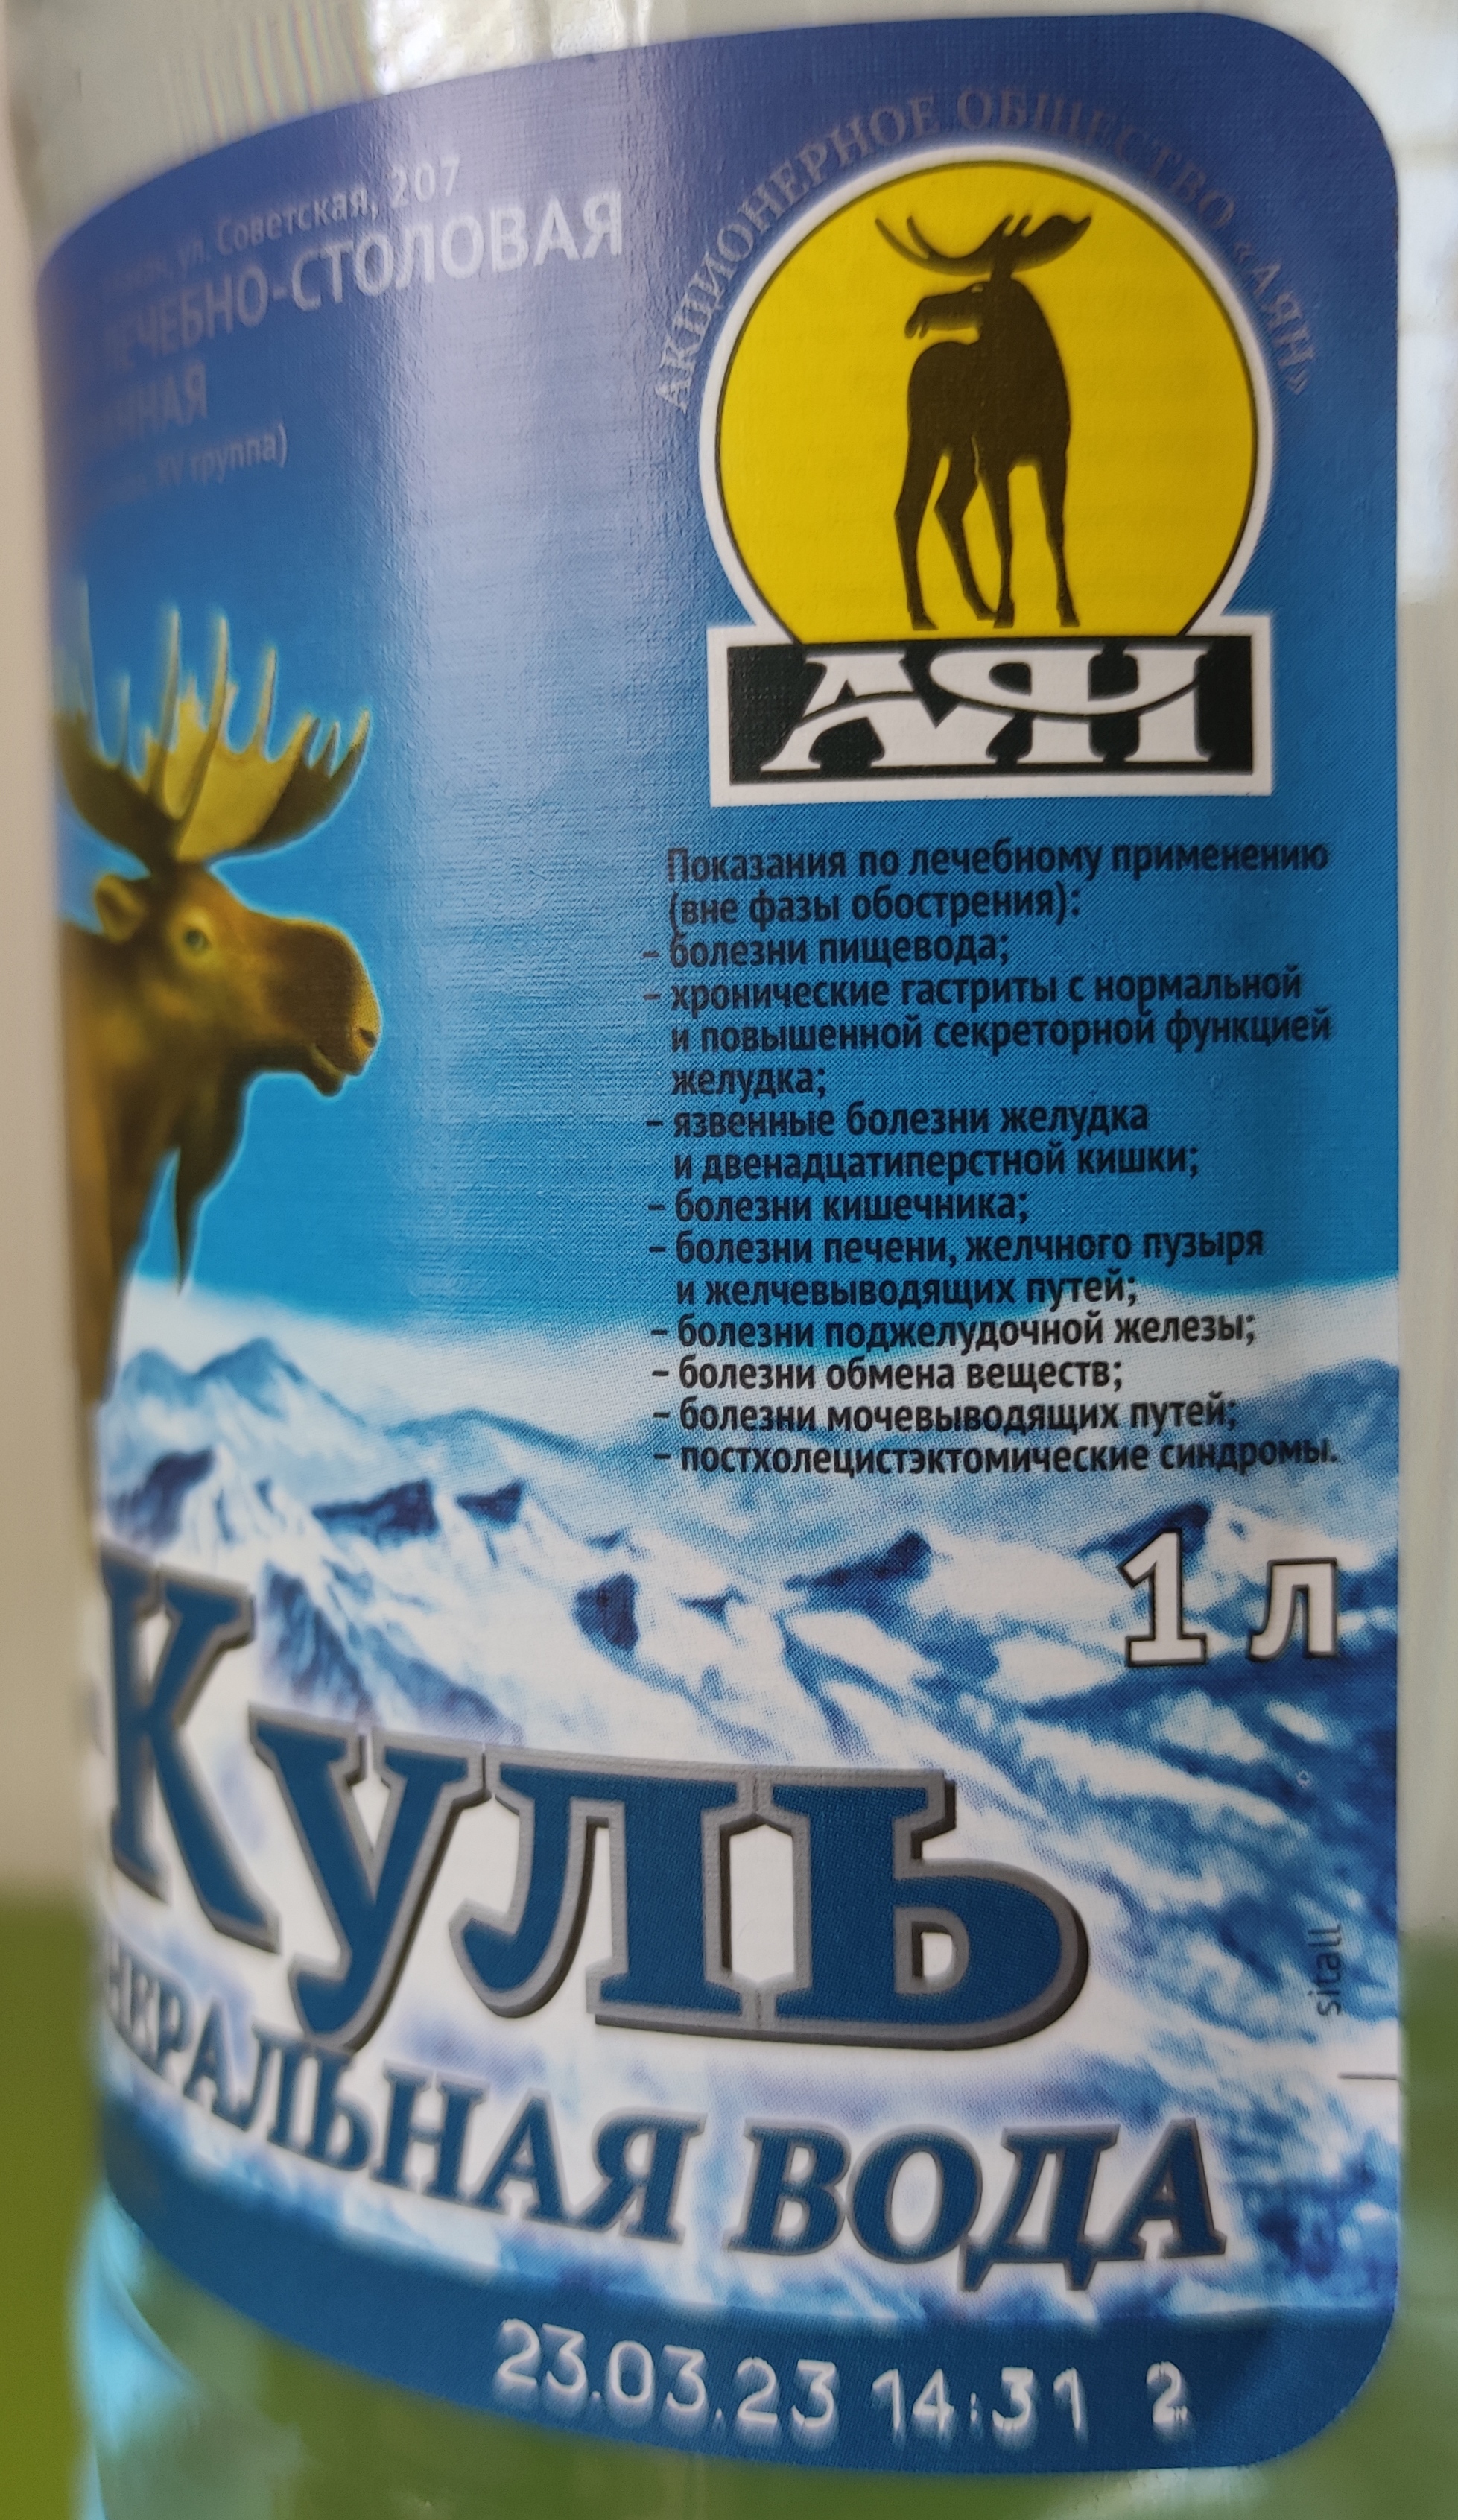 ул. Советская, 207
ЛЕЧЕБНО-СТОЛОВАЯ
XV группа)
АКЦИОНЕРНОЕ ОБЩЕСТВО «АЯН»
АЯН
Показания по лечебному применению
(вне фазы обострения):
– болезни пищевода;
– хронические гастриты с нормальной
и повышенной секреторной функцией
желудка;
– язвенные болезни желудка
и двенадцатиперстной кишки;
– болезни кишечника;
– болезни печени, желчного пузыря
и желчевыводящих путей;
– болезни поджелудочной железы;
– болезни обмена веществ;
– болезни мочевыводящих путей;
– постхолецистэктомические синдромы.
1 л
Куль
НЕРАЛЬНАЯ ВОДА
sitall
23.03.23 14:31 2